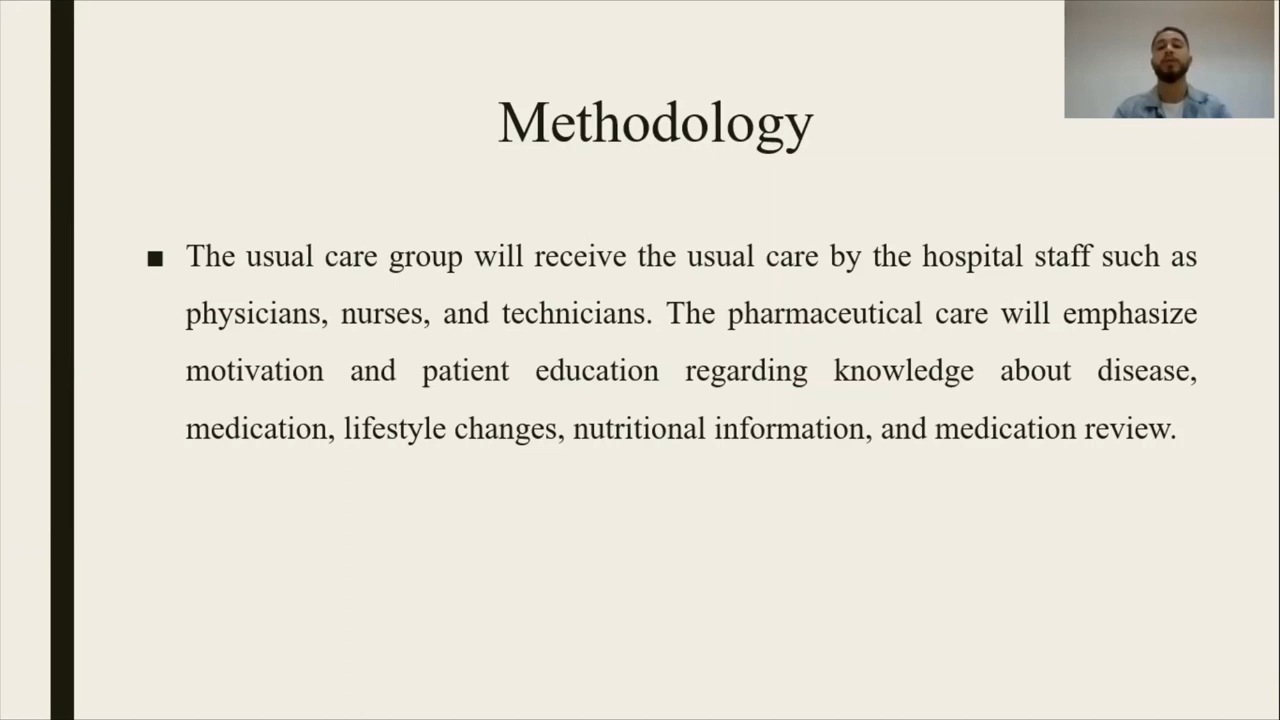 Methodology
■ The usual care group will receive the usual care by the hospital staff such as
physicians, nurses, and technicians. The pharmaceutical care will emphasize
motivation and patient education regarding knowledge about disease,
medication, lifestyle changes, nutritional information, and medication review.